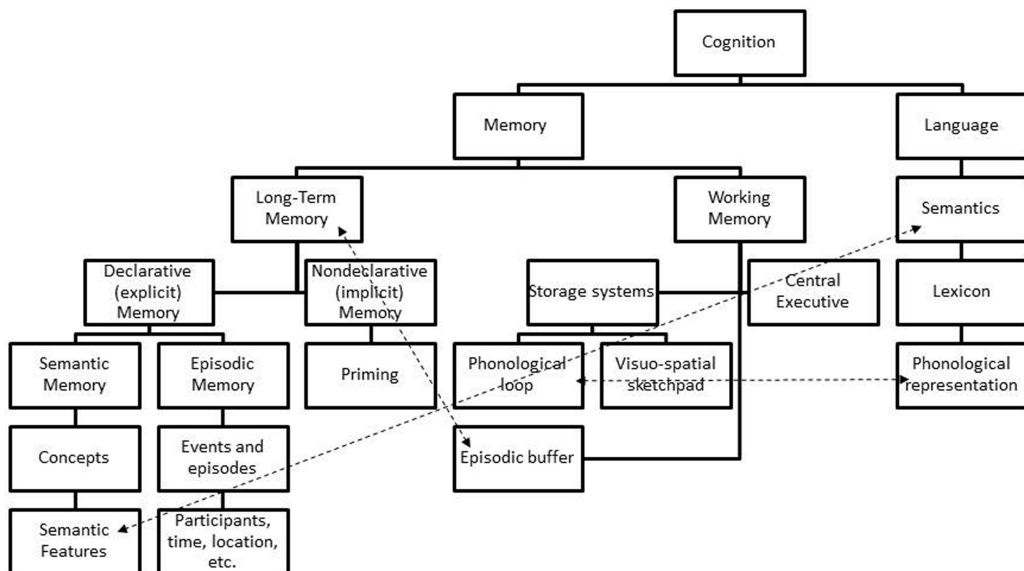 Cognition
Memory
Language
Long-Term
Memory
Working
Memory
Semantics
Declarative
(explicit)
Memory
Nondeclarative
(implicit)
Memory
Storage systems
Central
Executive
Lexicon
Semantic
Memory
Episodic
Memory
Priming
Phonological
loop
Visuo-spatial
sketchpad
Phonological
representation
Concepts
Events and
episodes
Episodic buffer
Semantic
Features
Participants,
time, location,
etc.